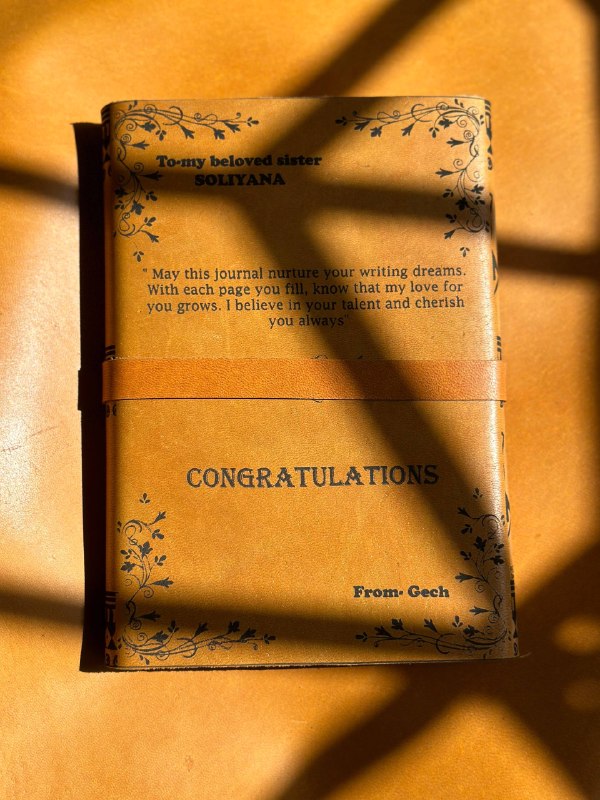 To-my beloved sister
SOLIYANA
" May this journal nurture your writing dreams.
With each page you fill, know that my love for
you grows. I believe in your talent and cherish
you always"
CONGRATULATIONS
From- Gech